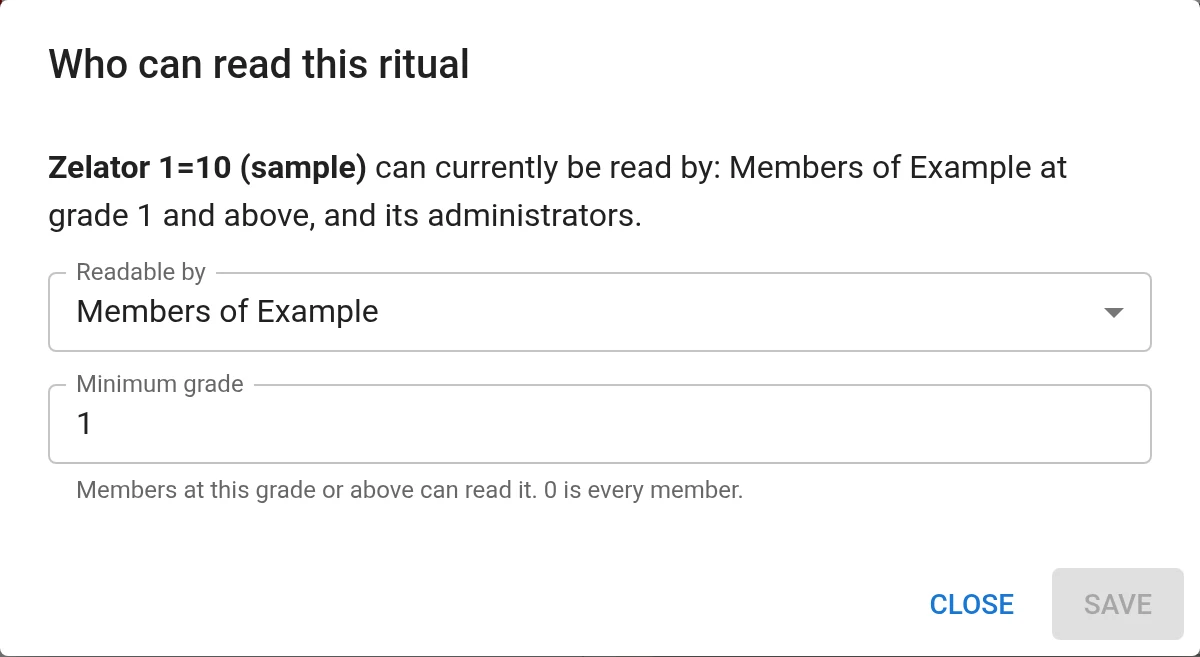 Who can read this ritual
Zelator 1=10 (sample) can currently be read by: Members of Example at
grade 1 and above, and its administrators.
Readable by
Members of Example
Minimum grade
1
Members at this grade or above can read it. 0 is every member.
CLOSE
SAVE